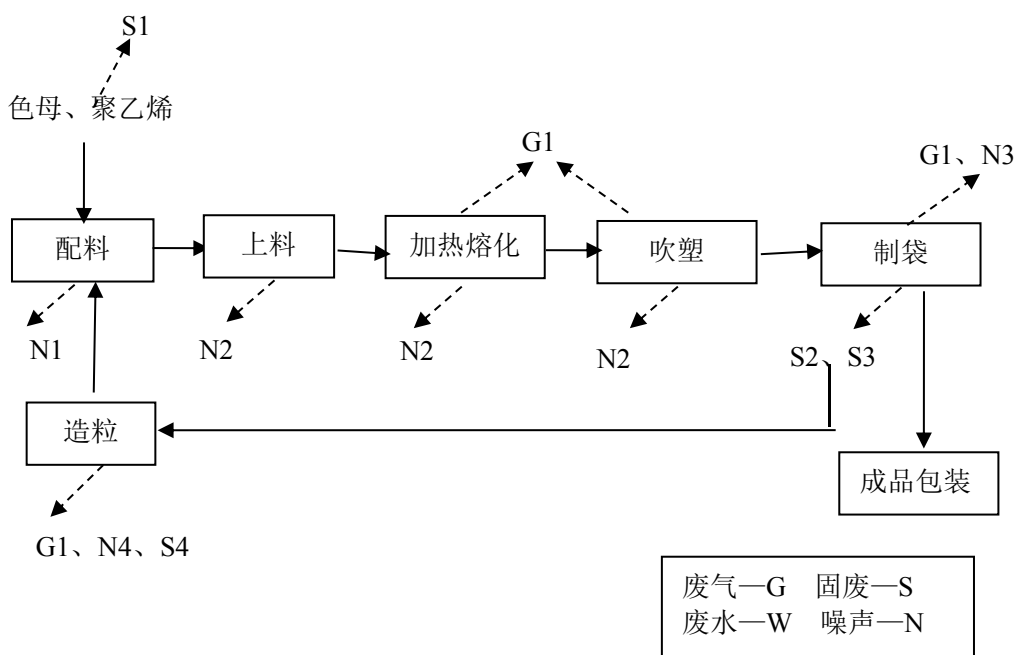 S1
色母、聚乙烯
G1
G1、N3
配料
上料
加热熔化
吹塑
制袋
N1
N2
N2
N2
S2、S3
造粒
成品包装
G1、N4、S4
废气—G 固废—S
废水—W 噪声—N